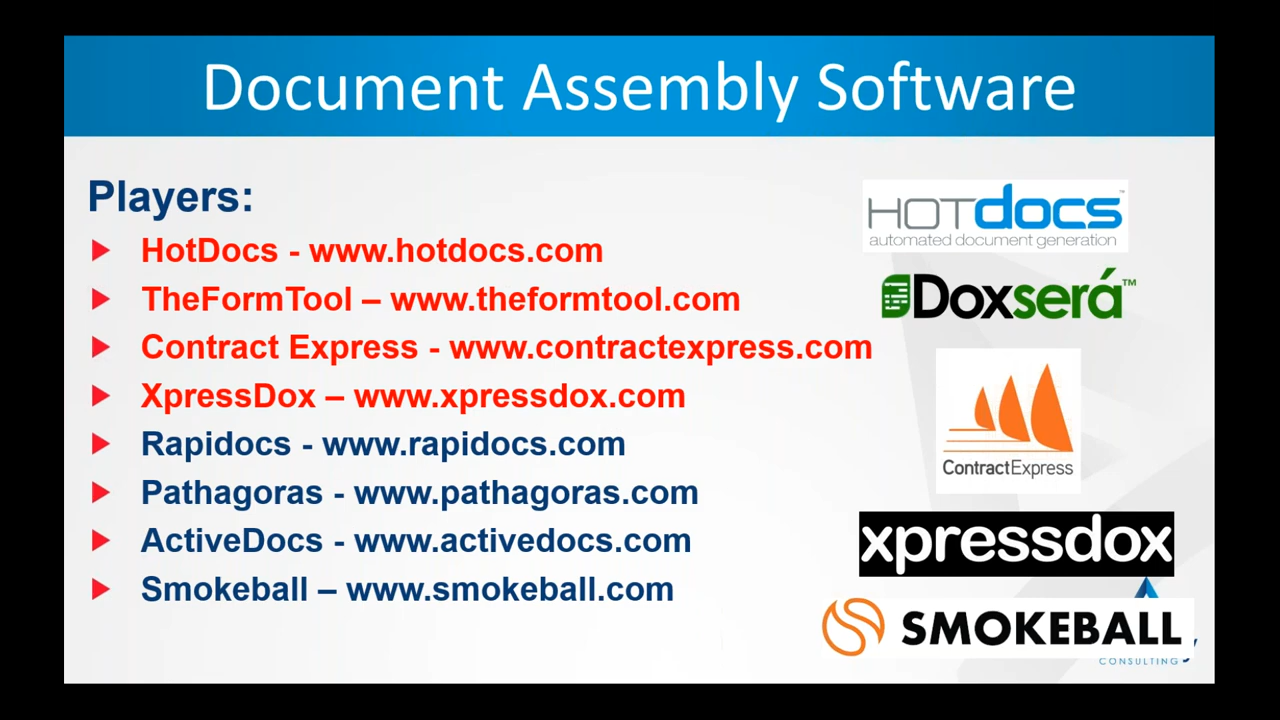 Document Assembly Software
Players:
HotDocs - www.hotdocs.com
TheFormTool – www.theformtool.com
Contract Express - www.contractexpress.com
XpressDox – www.xpressdox.com
Rapidocs - www.rapidocs.com
Pathagoras - www.pathagoras.com
ActiveDocs - www.activedocs.com
Smokeball – www.smokeball.com
HOTdocs™
automated document generation
Doxserá™
ContractExpress
xpressdox
SMOKEBALL
CONSULTING